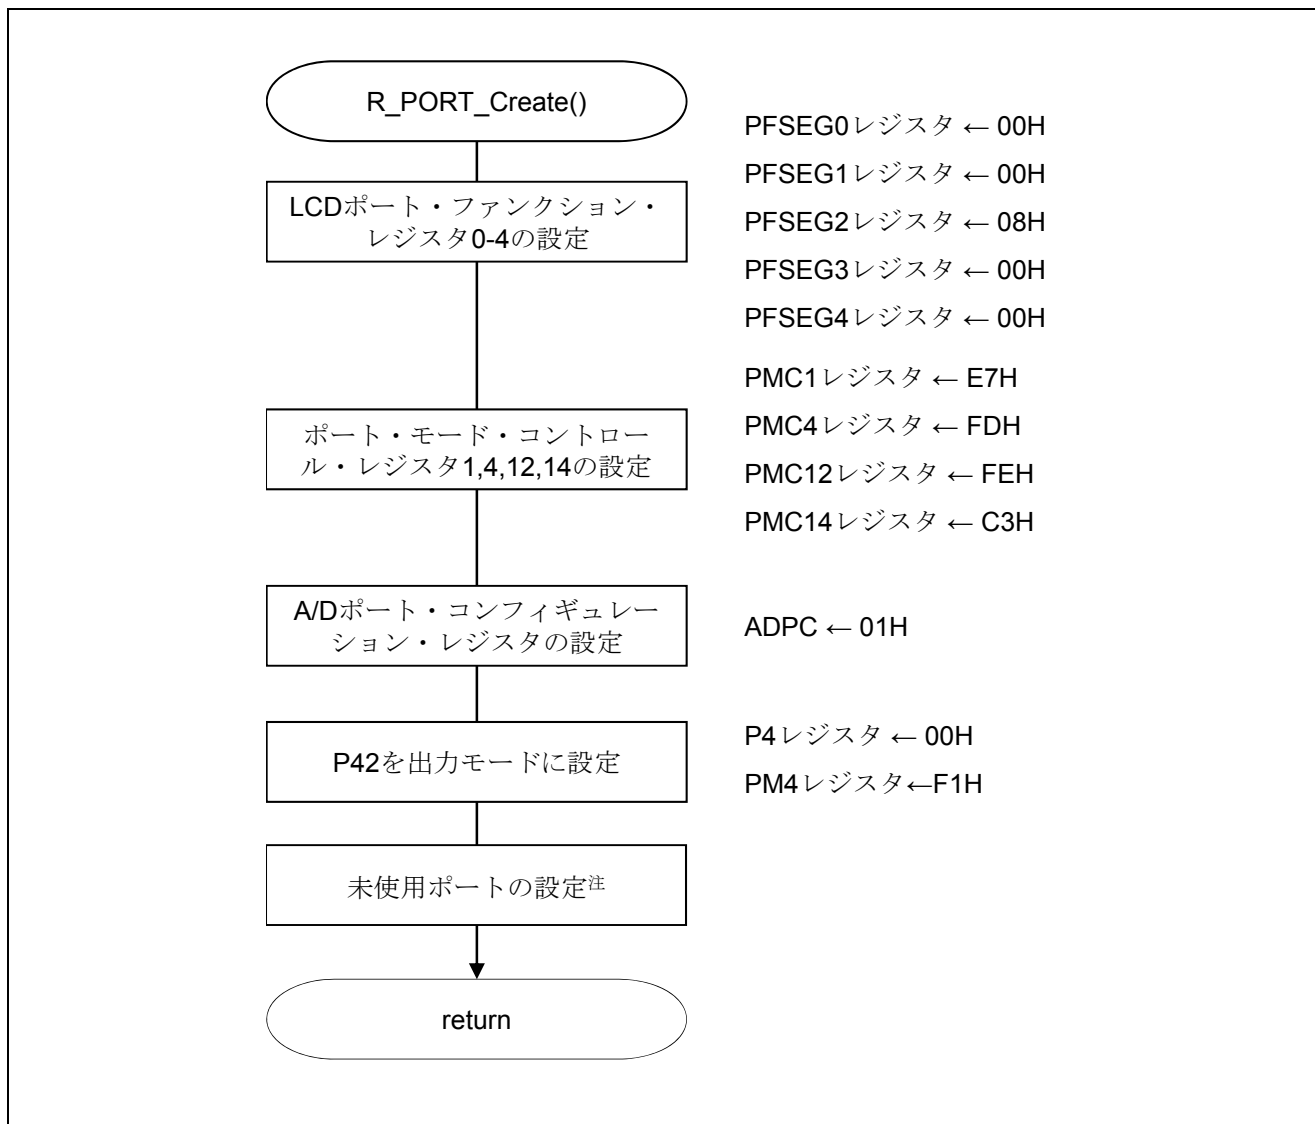 R_PORT_Create()
PFSEG0レジスタ ← 00H
PFSEG1レジスタ ← 00H
LCDポート・ファンクション・
レジスタ0-4の設定
PFSEG2レジスタ ← 08H
PFSEG3レジスタ ← 00H
PFSEG4レジスタ ← 00H
PMC1レジスタ ← E7H
ポート・モード・コントロー
ル・レジスタ1,4,12,14の設定
PMC4レジスタ ← FDH
PMC12レジスタ ← FEH
PMC14レジスタ ← C3H
A/Dポート・コンフィギュレー
ション・レジスタの設定
ADPC ← 01H
P42を出力モードに設定
P4レジスタ ← 00H
PM4レジスタ←F1H
未使用ポートの設定注
return